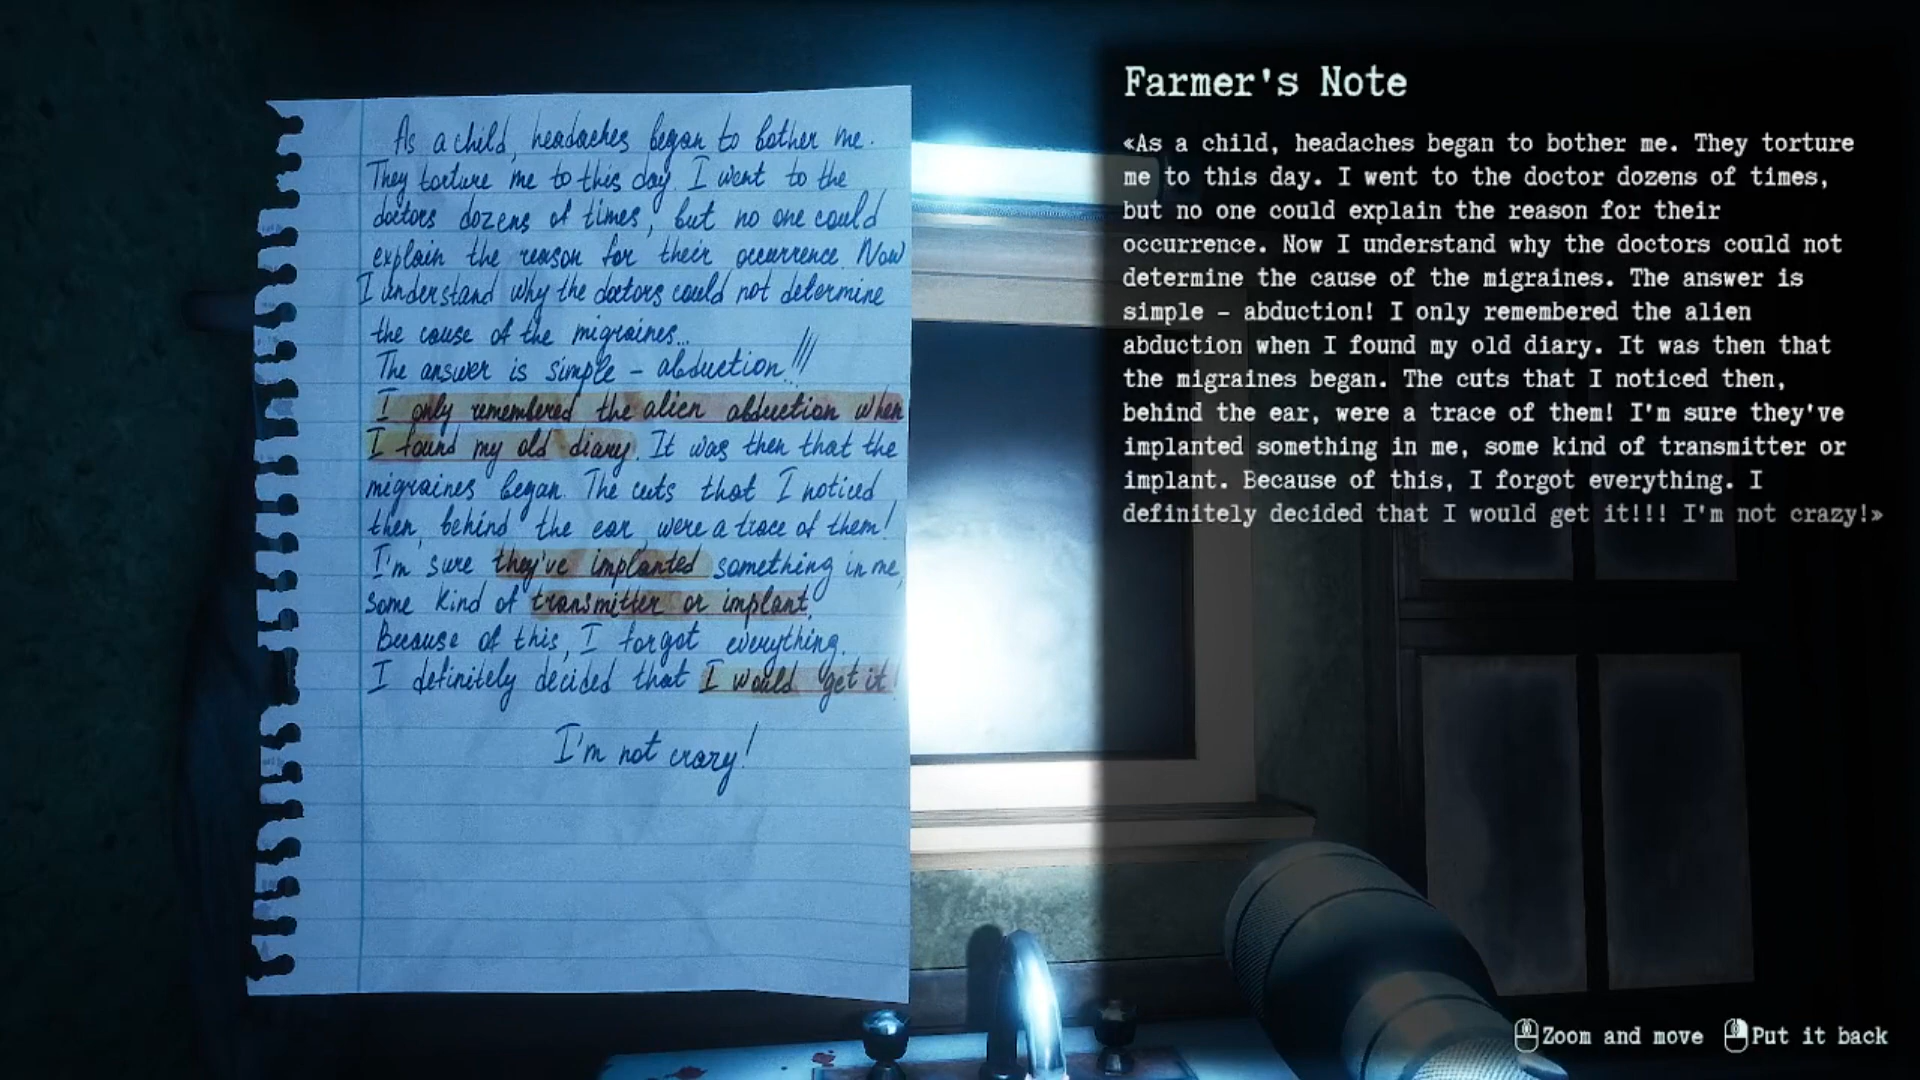 As a child, headaches began to bother me.
They torture me to this day. I went to the
doctors dozens of times, but no one could
explain the reason for their occurrence. Now
I understand why the doctors could not determine
the cause of the migraines...
The answer is simple - abduction!!!
I only remembered the alien abduction when
I found my old diary. It was then that the
migraines began. The cuts that I noticed
then, behind the ear, were a trace of them!
I'm sure they've implanted something in me,
some kind of transmitter or implant.
Because of this, I forgot everything.
I definitely decided that I would get it!
I'm not crazy!
Farmer's Note
«As a child, headaches began to bother me. They torture
me to this day. I went to the doctor dozens of times,
but no one could explain the reason for their
occurrence. Now I understand why the doctors could not
determine the cause of the migraines. The answer is
simple - abduction! I only remembered the alien
abduction when I found my old diary. It was then that
the migraines began. The cuts that I noticed then,
behind the ear, were a trace of them! I'm sure they've
implanted something in me, some kind of transmitter or
implant. Because of this, I forgot everything. I
definitely decided that I would get it!!! I'm not crazy!»
Zoom and move Put it back